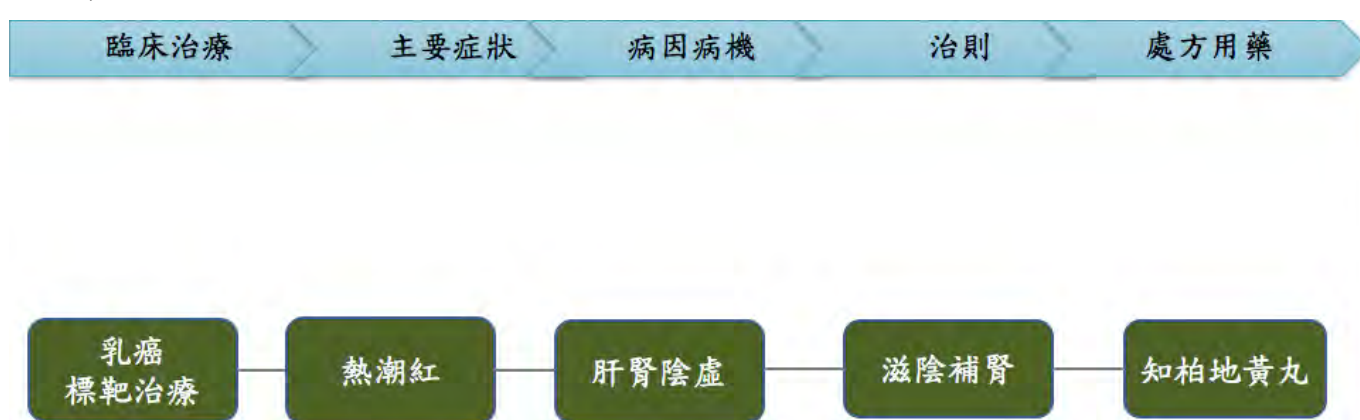 臨床治療
主要症狀
病因病機
治則
處方用藥
乳癌
標靶治療
熱潮紅
肝腎陰虛
滋陰補腎
知柏地黃丸